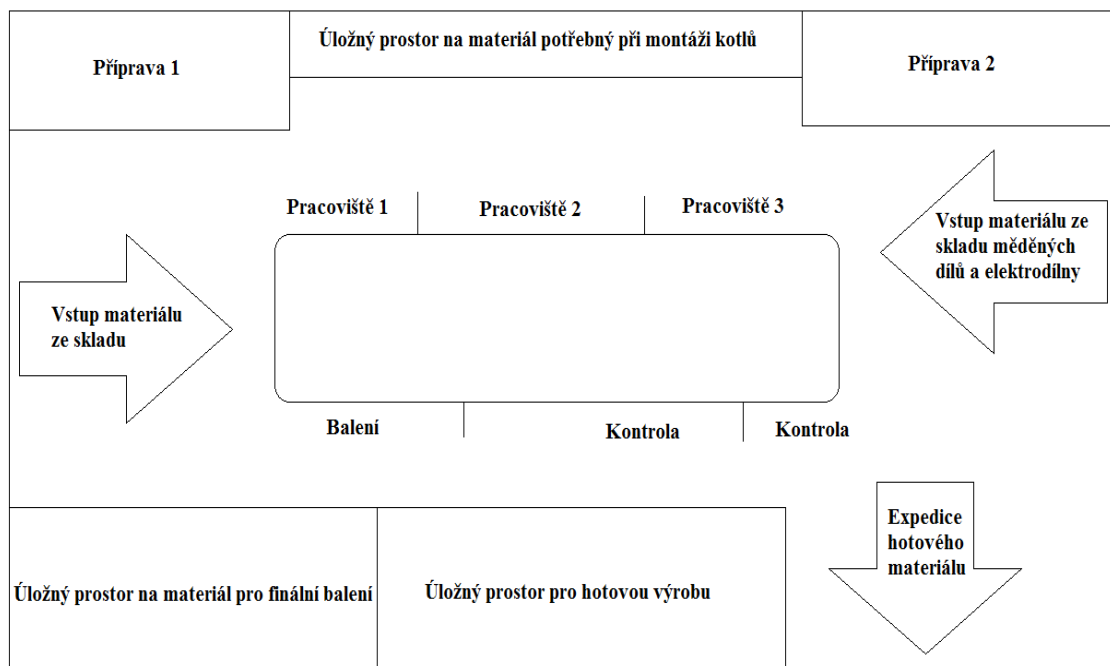 Úložný prostor na materiál potřebný při montáži kotlů
Příprava 1
Příprava 2
Pracoviště 1
Pracoviště 2
Pracoviště 3
Vstup materiálu ze
skladu měděných
dílů a elektrodílny
Vstup materiálu
ze skladu
Balení
Kontrola
Kontrola
Expedice
hotového
materiálu
Úložný prostor na materiál pro finální balení
Úložný prostor pro hotovou výrobu